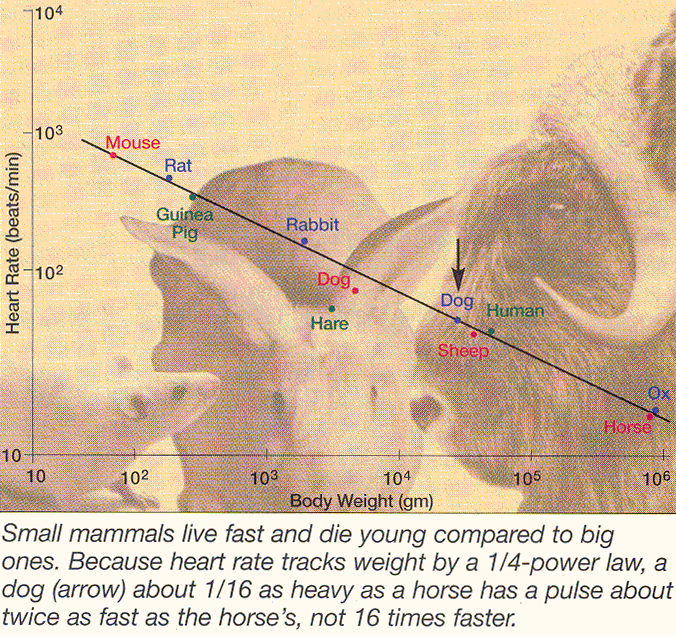 10⁴
10³
Heart Rate (beats/min)
10²
10
Mouse
Rat
Guinea
Pig
Rabbit
Dog
Hare
Dog
Human
Sheep
Ox
Horse
10 10² 10³ 10⁴ 10⁵ 10⁶
Body Weight (gm)
Small mammals live fast and die young compared to big
ones. Because heart rate tracks weight by a 1/4-power law, a
dog (arrow) about 1/16 as heavy as a horse has a pulse about
twice as fast as the horse's, not 16 times faster.